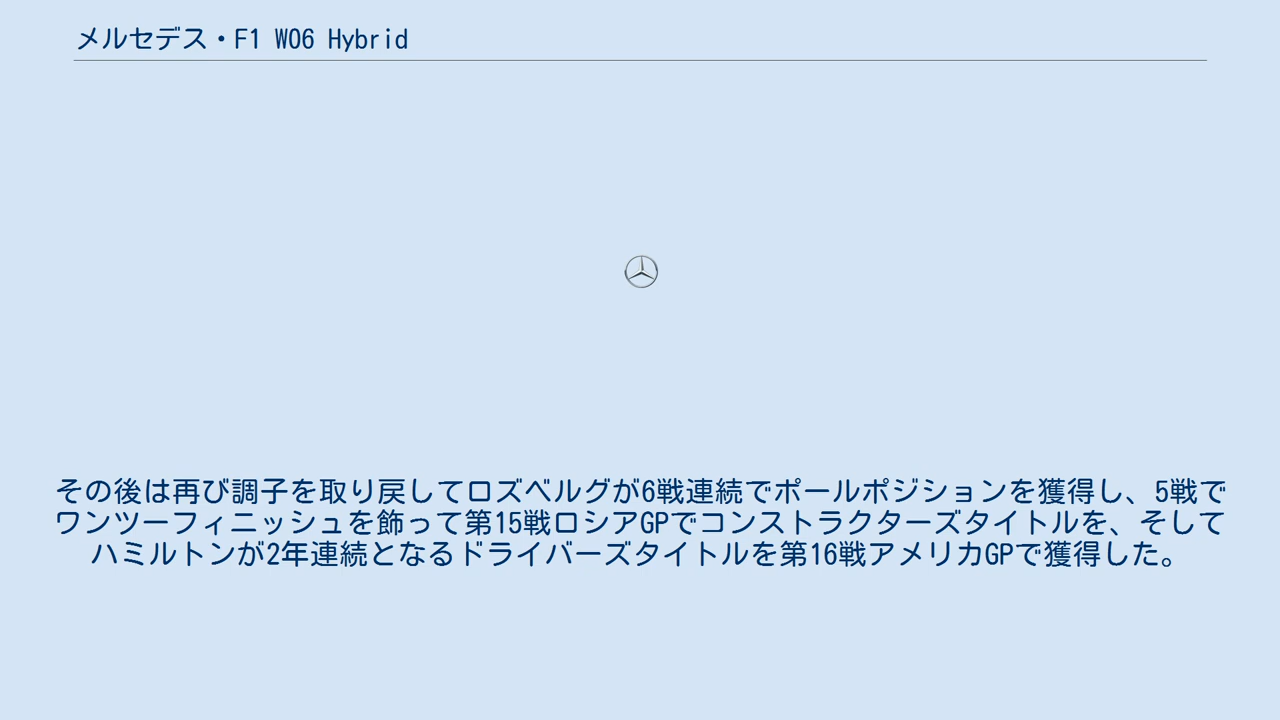 メルセデス・F1 W06 Hybrid
その後は再び調子を取り戻してロズベルグが6戦連続でポールポジションを獲得し、5戦で
ワンツーフィニッシュを飾って第15戦ロシアGPでコンストラクターズタイトルを、そして
ハミルトンが2年連続となるドライバーズタイトルを第16戦アメリカGPで獲得した。